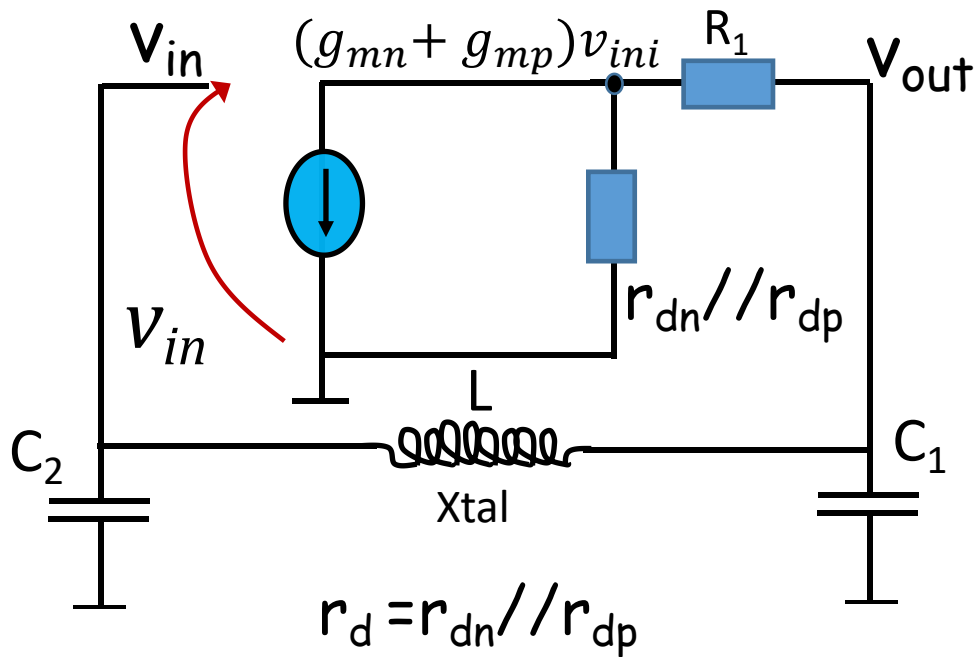 Vin
(gmn + gmp)vini
R1
Vout
vin
rdn//rdp
L
C2
C1
Xtal
rd =rdn//rdp